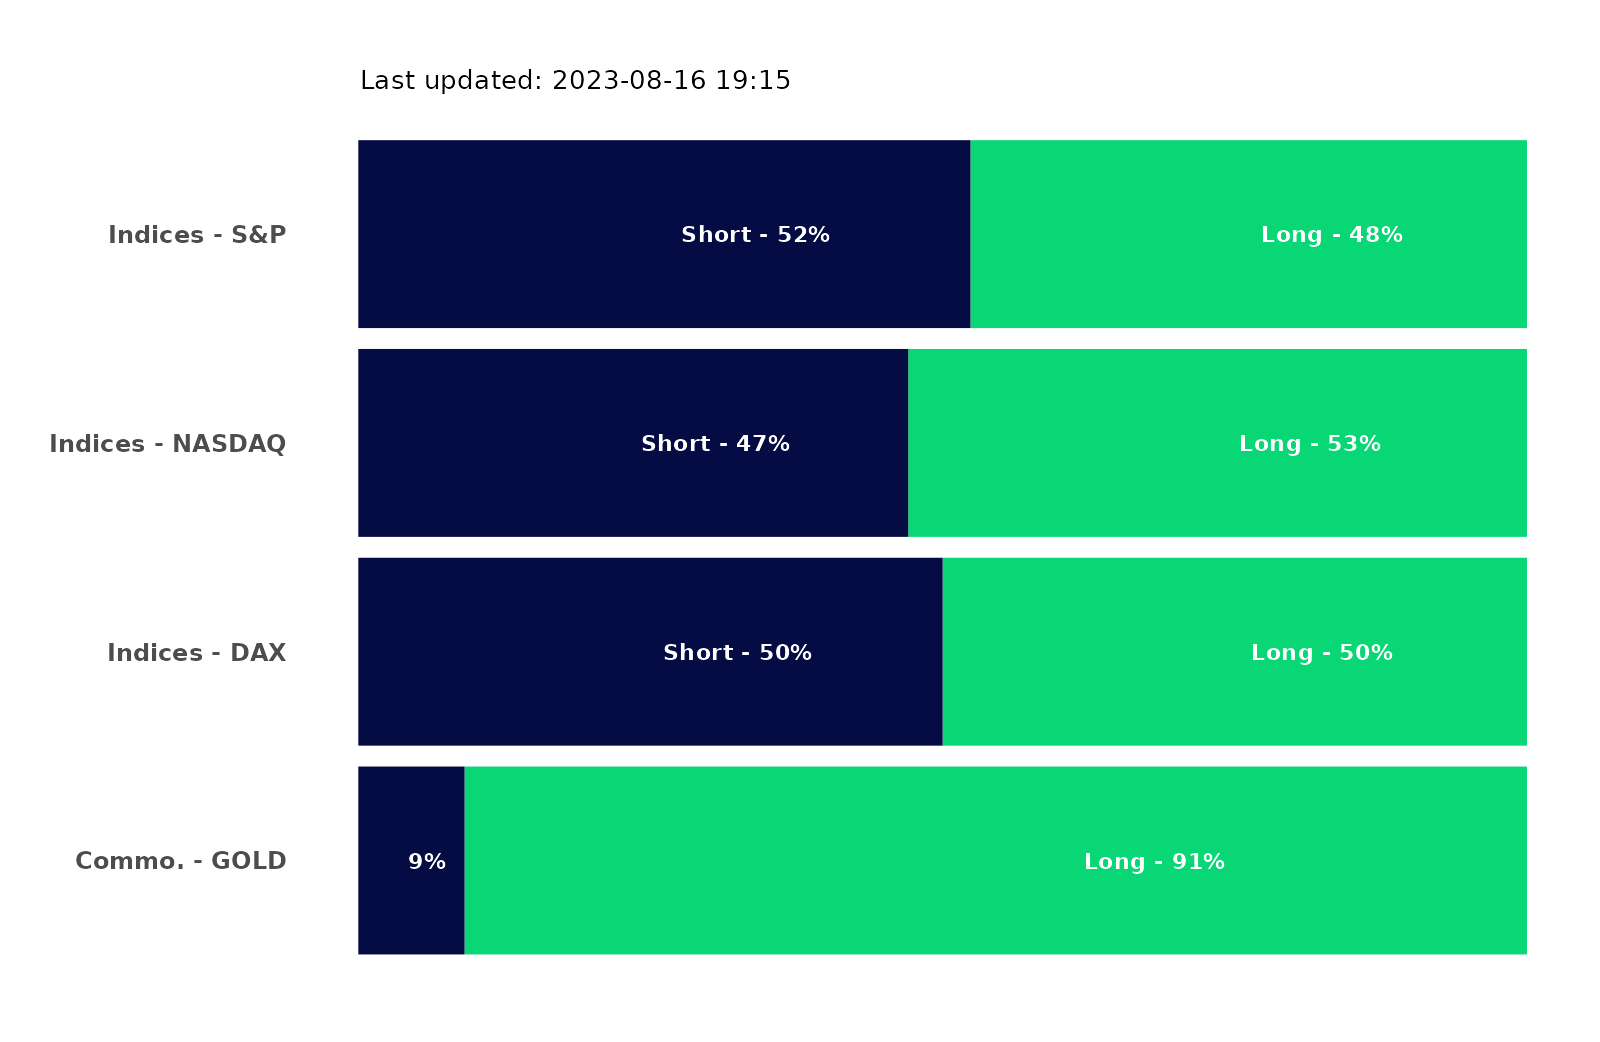 Last updated: 2023-08-16 19:15
Indices - S&P Short - 52% Long - 48%
Indices - NASDAQ Short - 47% Long - 53%
Indices - DAX Short - 50% Long - 50%
Commo. - GOLD 9% Long - 91%